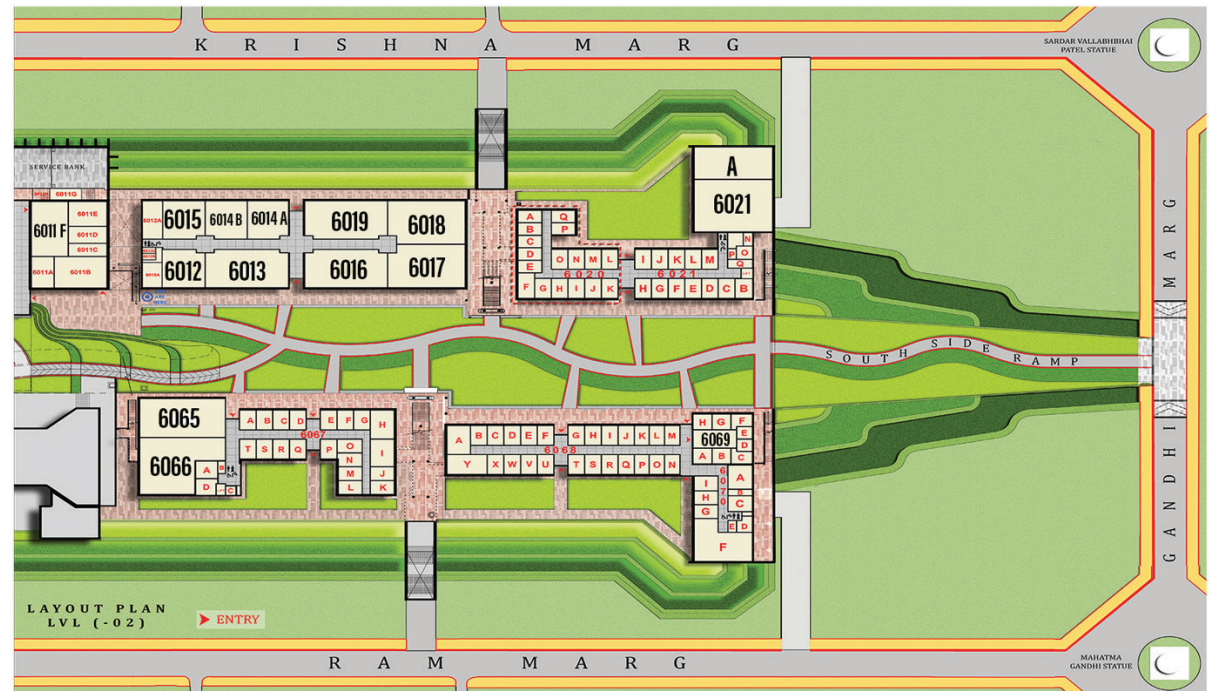 KRISHNA MARG
SARDAR VALLABHBHAI
PATEL STATUE
SERVICE BANK
6011G
6011 F
6011E
6011D
6011C
6011A
6011B
6012A
6015
6014 B
6014 A
6012
6013
6019
6018
6016
6017
A
6021
A
B
C
D
E
F
Q
P
O N M L
6020
G H I J K
I J K L M
6021
H G F E D C B
N
O
P
Q
SOUTH SIDE RAMP
GANDHI MARG
6065
6066
A
B
D
C
A B C D
E F G H
6067
T S R Q
P
O
N
M
L
I
J
K
A
B C D E F
G H I J K L M
6068
Y
X W V U
T S R Q P O N
H G F
E
D
6069
A B C
6070
I
H
G
A
B
C
E D
F
LAYOUT PLAN
LVL (-02)
ENTRY
RAM MARG
MAHATMA
GANDHI STATUE